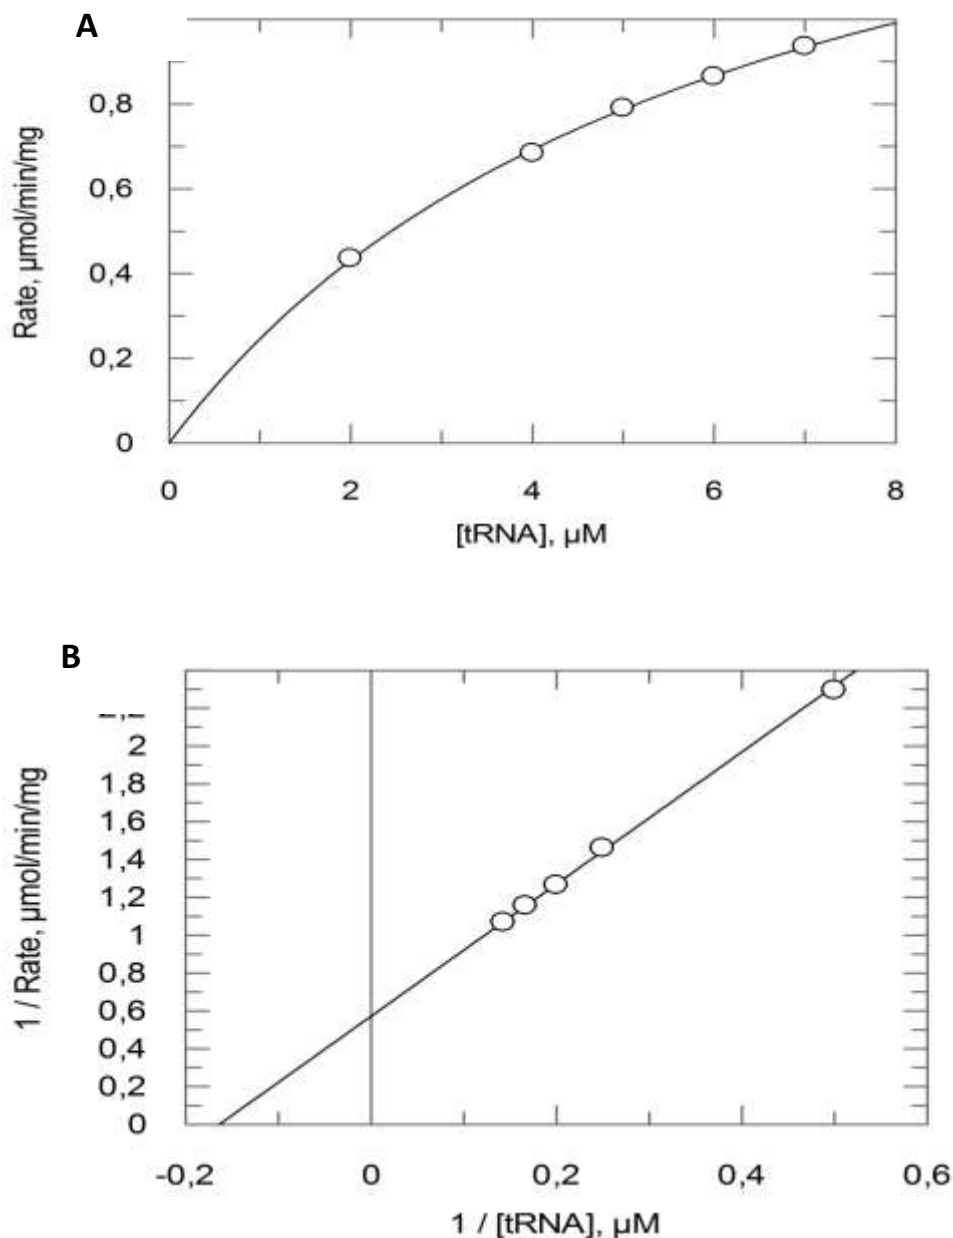 A
0,8
0,6
0,4
0,2
0
Rate, µmol/min/mg
0 2 4 6 8
[tRNA], µM
B
2
1,8
1,6
1,4
1,2
1
0,8
0,6
0,4
0,2
0
1 / Rate, µmol/min/mg
-0,2 0 0,2 0,4 0,6
1 / [tRNA], µM